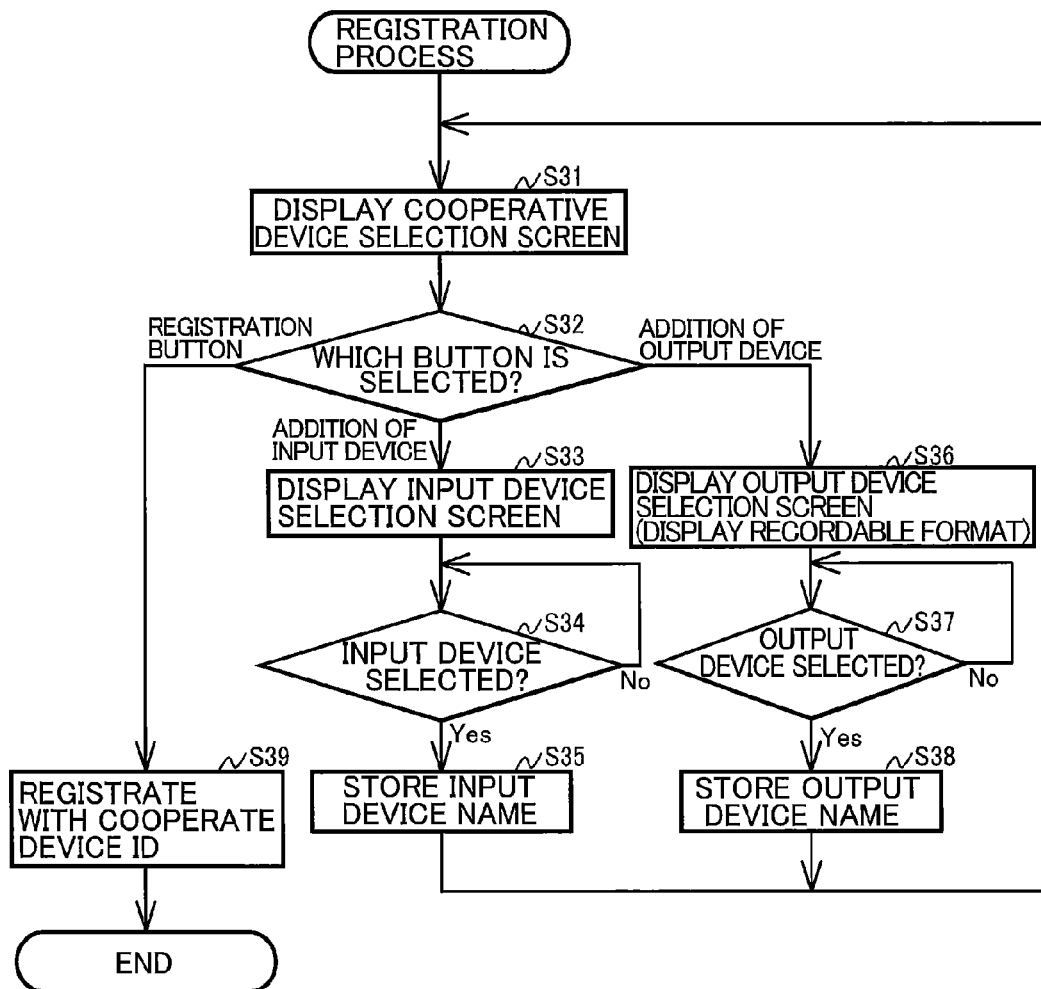 REGISTRATION
PROCESS
S31
DISPLAY COOPERATIVE
DEVICE SELECTION SCREEN
S32
REGISTRATION
BUTTON
WHICH BUTTON IS
SELECTED?
ADDITION OF
OUTPUT DEVICE
ADDITION OF
INPUT DEVICE
S33
DISPLAY INPUT DEVICE
SELECTION SCREEN
S36
DISPLAY OUTPUT DEVICE
SELECTION SCREEN
(DISPLAY RECORDABLE FORMAT)
S34
INPUT DEVICE
SELECTED?
No
Yes
S37
OUTPUT
DEVICE SELECTED?
No
Yes
S39
REGISTRATE
WITH COOPERATE
DEVICE ID
S35
STORE INPUT
DEVICE NAME
S38
STORE OUTPUT
DEVICE NAME
END